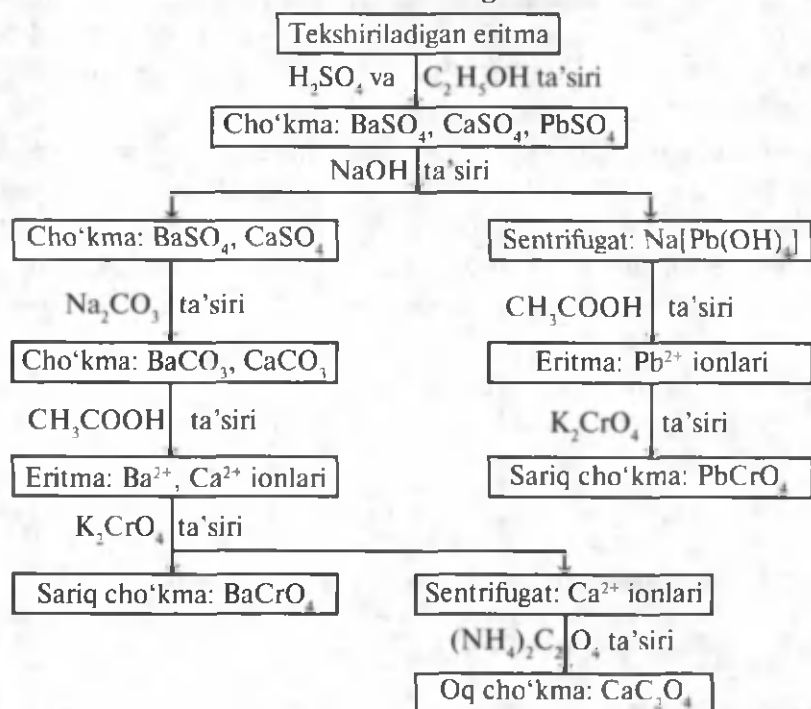 Tekshiriladigan eritma
H₂SO₄ va C₂H₅OH ta'siri
Cho‘kma: BaSO₄, CaSO₄, PbSO₄
NaOH ta'siri
Cho‘kma: BaSO₄, CaSO₄
Sentrifugat: Na[Pb(OH)₄]
Na₂CO₃ ta'siri
CH₃COOH ta'siri
Cho‘kma: BaCO₃, CaCO₃
Eritma: Pb²⁺ ionlari
CH₃COOH ta'siri
K₂CrO₄ ta'siri
Eritma: Ba²⁺, Ca²⁺ ionlari
Sariq cho‘kma: PbCrO₄
K₂CrO₄ ta'siri
Sariq cho‘kma: BaCrO₄
Sentrifugat: Ca²⁺ ionlari
(NH₄)₂C₂O₄ ta'siri
Oq cho‘kma: CaC₂O₄